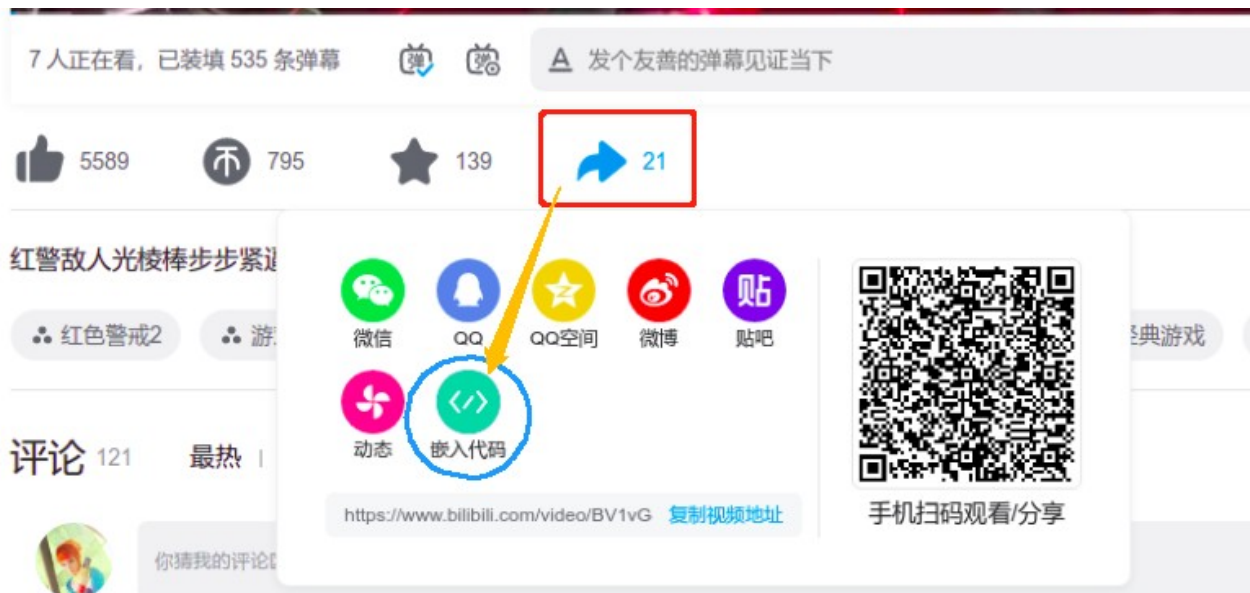 7 人正在看，已装填 535 条弹幕
弹
弹
A 发个友善的弹幕见证当下
5589
795
139
21
红警敌人光棱棒步步紧逼
微信
QQ
QQ空间
微博
贴
贴吧
红色警戒2
游
经典游戏
动态
嵌入代码
评论 121
最热
https://www.bilibili.com/video/BV1vG 复制视频地址
手机扫码观看/分享
你猜我的评论区